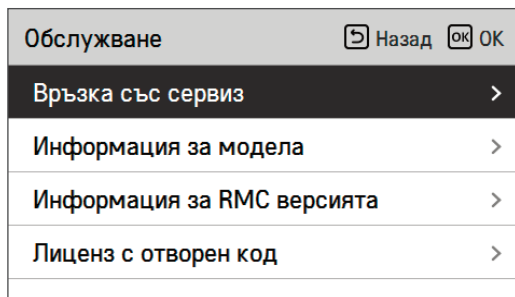 Обслужване Назад OK OK
Връзка със сервиз
Информация за модела
Информация за RMC версията
Лиценз с отворен код